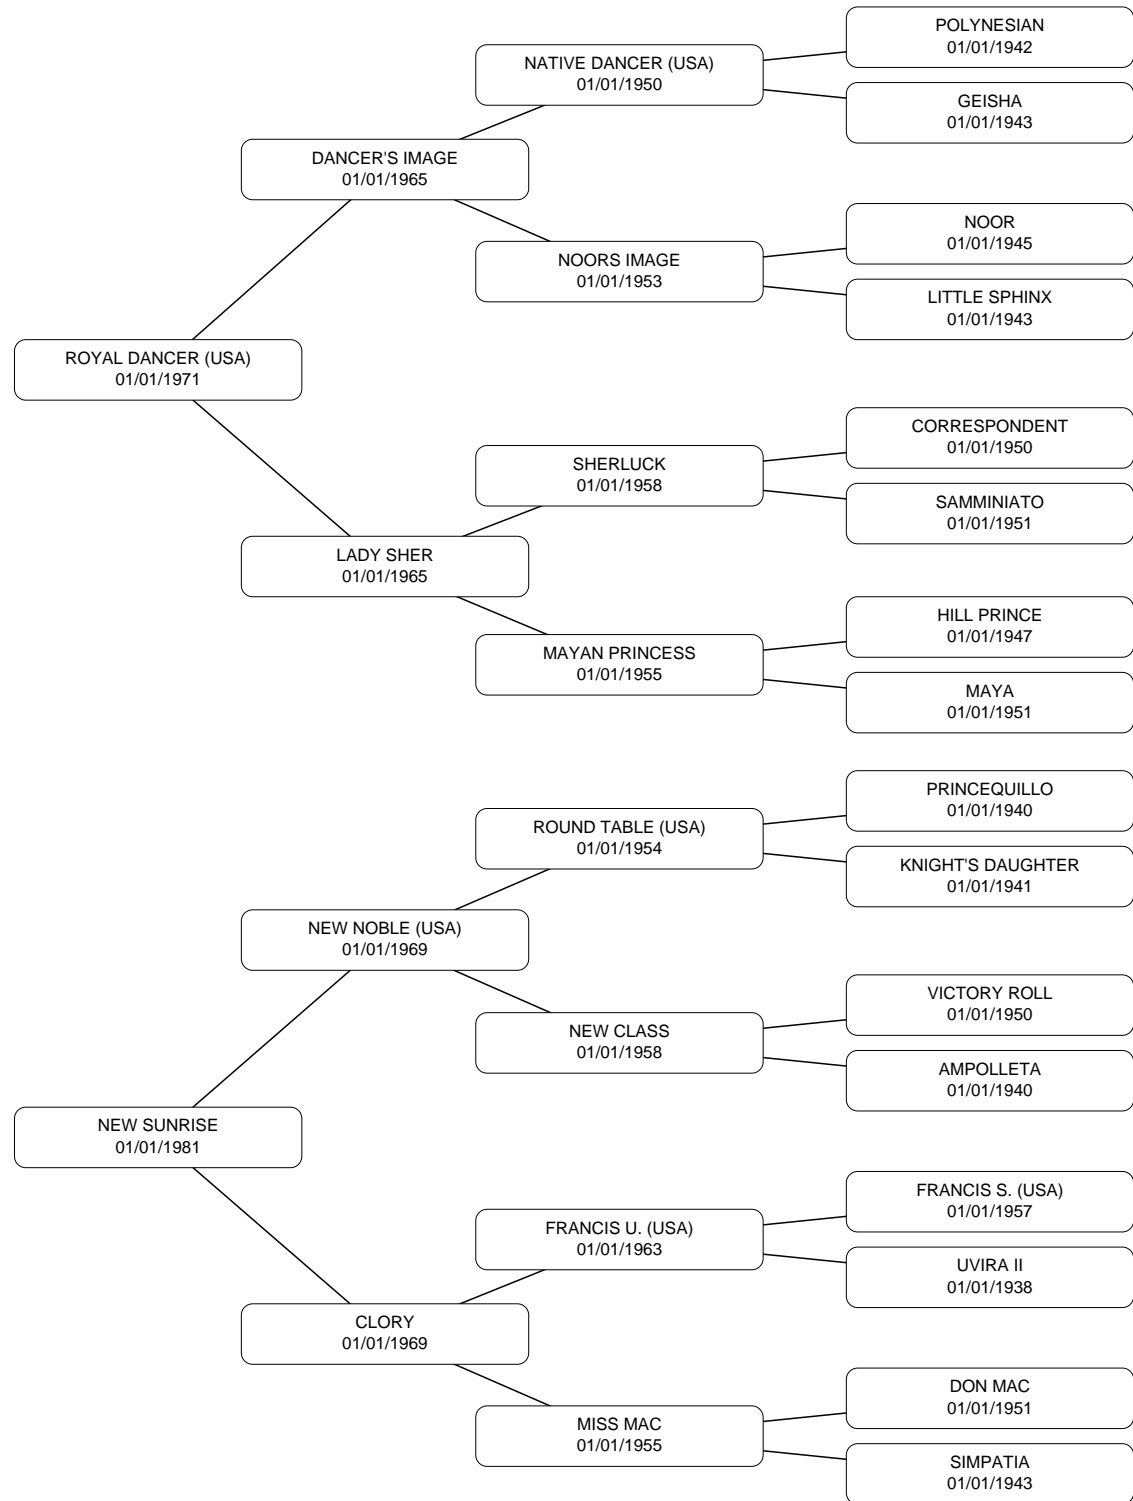 POLYNESIAN
01/01/1942
NATIVE DANCER (USA)
01/01/1950
GEISHA
01/01/1943
DANCER'S IMAGE
01/01/1965
NOOR
01/01/1945
NOORS IMAGE
01/01/1953
LITTLE SPHINX
01/01/1943
ROYAL DANCER (USA)
01/01/1971
CORRESPONDENT
01/01/1950
SHERLUCK
01/01/1958
SAMMINIATO
01/01/1951
LADY SHER
01/01/1965
HILL PRINCE
01/01/1947
MAYAN PRINCESS
01/01/1955
MAYA
01/01/1951
PRINCEQUILLO
01/01/1940
ROUND TABLE (USA)
01/01/1954
KNIGHT'S DAUGHTER
01/01/1941
NEW NOBLE (USA)
01/01/1969
VICTORY ROLL
01/01/1950
NEW CLASS
01/01/1958
AMPOLLETA
01/01/1940
NEW SUNRISE
01/01/1981
FRANCIS S. (USA)
01/01/1957
FRANCIS U. (USA)
01/01/1963
UVIRA II
01/01/1938
CLORY
01/01/1969
DON MAC
01/01/1951
MISS MAC
01/01/1955
SIMPATIA
01/01/1943